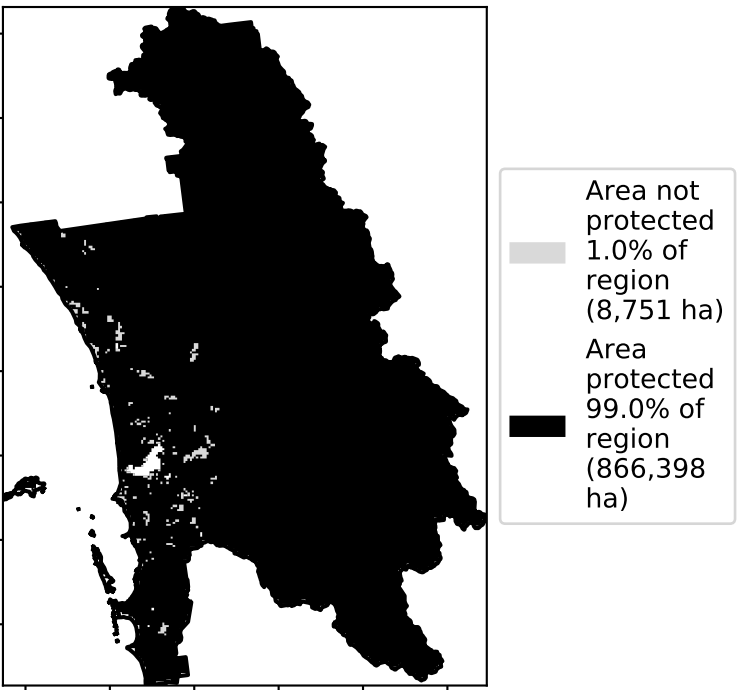 Area not
protected
1.0% of
region
(8,751 ha)
Area
protected
99.0% of
region
(866,398
ha)